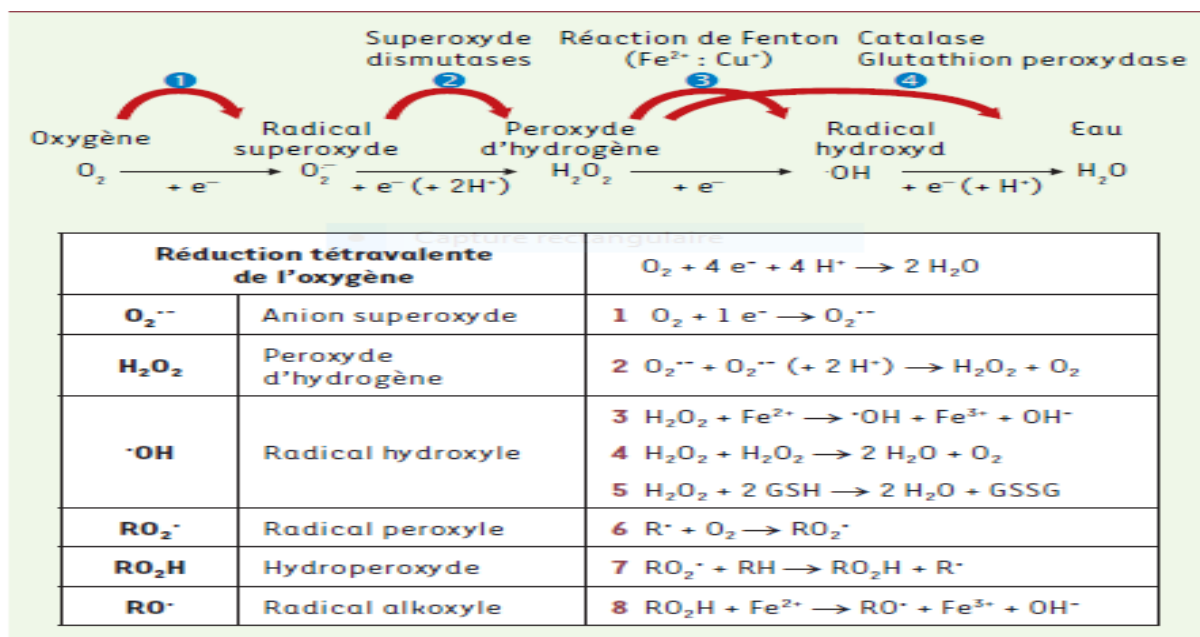 Superoxyde dismutases
Réaction de Fenton (Fe²⁺ : Cu⁺)
Catalase
Glutathion peroxydase
1 2 3 4
Oxygène
O₂
+ e⁻
Radical superoxyde
O₂·⁻
+ e⁻ (+ 2H⁺)
Peroxyde d'hydrogène
H₂O₂
+ e⁻
Radical hydroxyd
·OH
+ e⁻ (+ H⁺)
Eau
H₂O
Capture rectangulaire
Réduction tétravalente
de l'oxygène
O₂ + 4 e⁻ + 4 H⁺ → 2 H₂O
O₂·⁻ Anion superoxyde 1 O₂ + 1 e⁻ → O₂·⁻
H₂O₂ Peroxyde d'hydrogène 2 O₂·⁻ + O₂·⁻ (+ 2 H⁺) → H₂O₂ + O₂
·OH Radical hydroxyle
3 H₂O₂ + Fe²⁺ → ·OH + Fe³⁺ + OH⁻
4 H₂O₂ + H₂O₂ → 2 H₂O + O₂
5 H₂O₂ + 2 GSH → 2 H₂O + GSSG
RO₂· Radical peroxyle 6 R· + O₂ → RO₂·
RO₂H Hydroperoxyde 7 RO₂· + RH → RO₂H + R·
RO· Radical alkoxyle 8 RO₂H + Fe²⁺ → RO· + Fe³⁺ + OH⁻